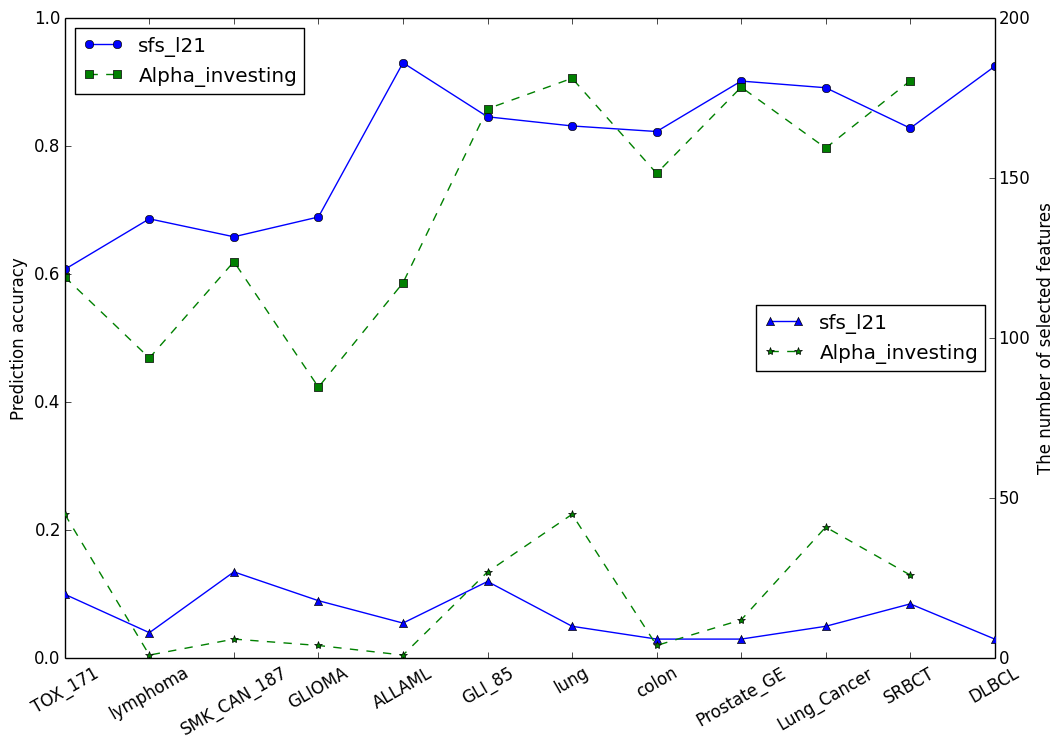 1.0
0.8
0.6
0.4
0.2
0.0
Prediction accuracy
sfs_l21
Alpha_investing
200
150
100
50
0
The number of selected features
sfs_l21
Alpha_investing
TOX_171
lymphoma
SMK_CAN_187
GLIOMA
ALLAML
GLI_85
lung
colon
Prostate_GE
Lung_Cancer
SRBCT
DLBCL